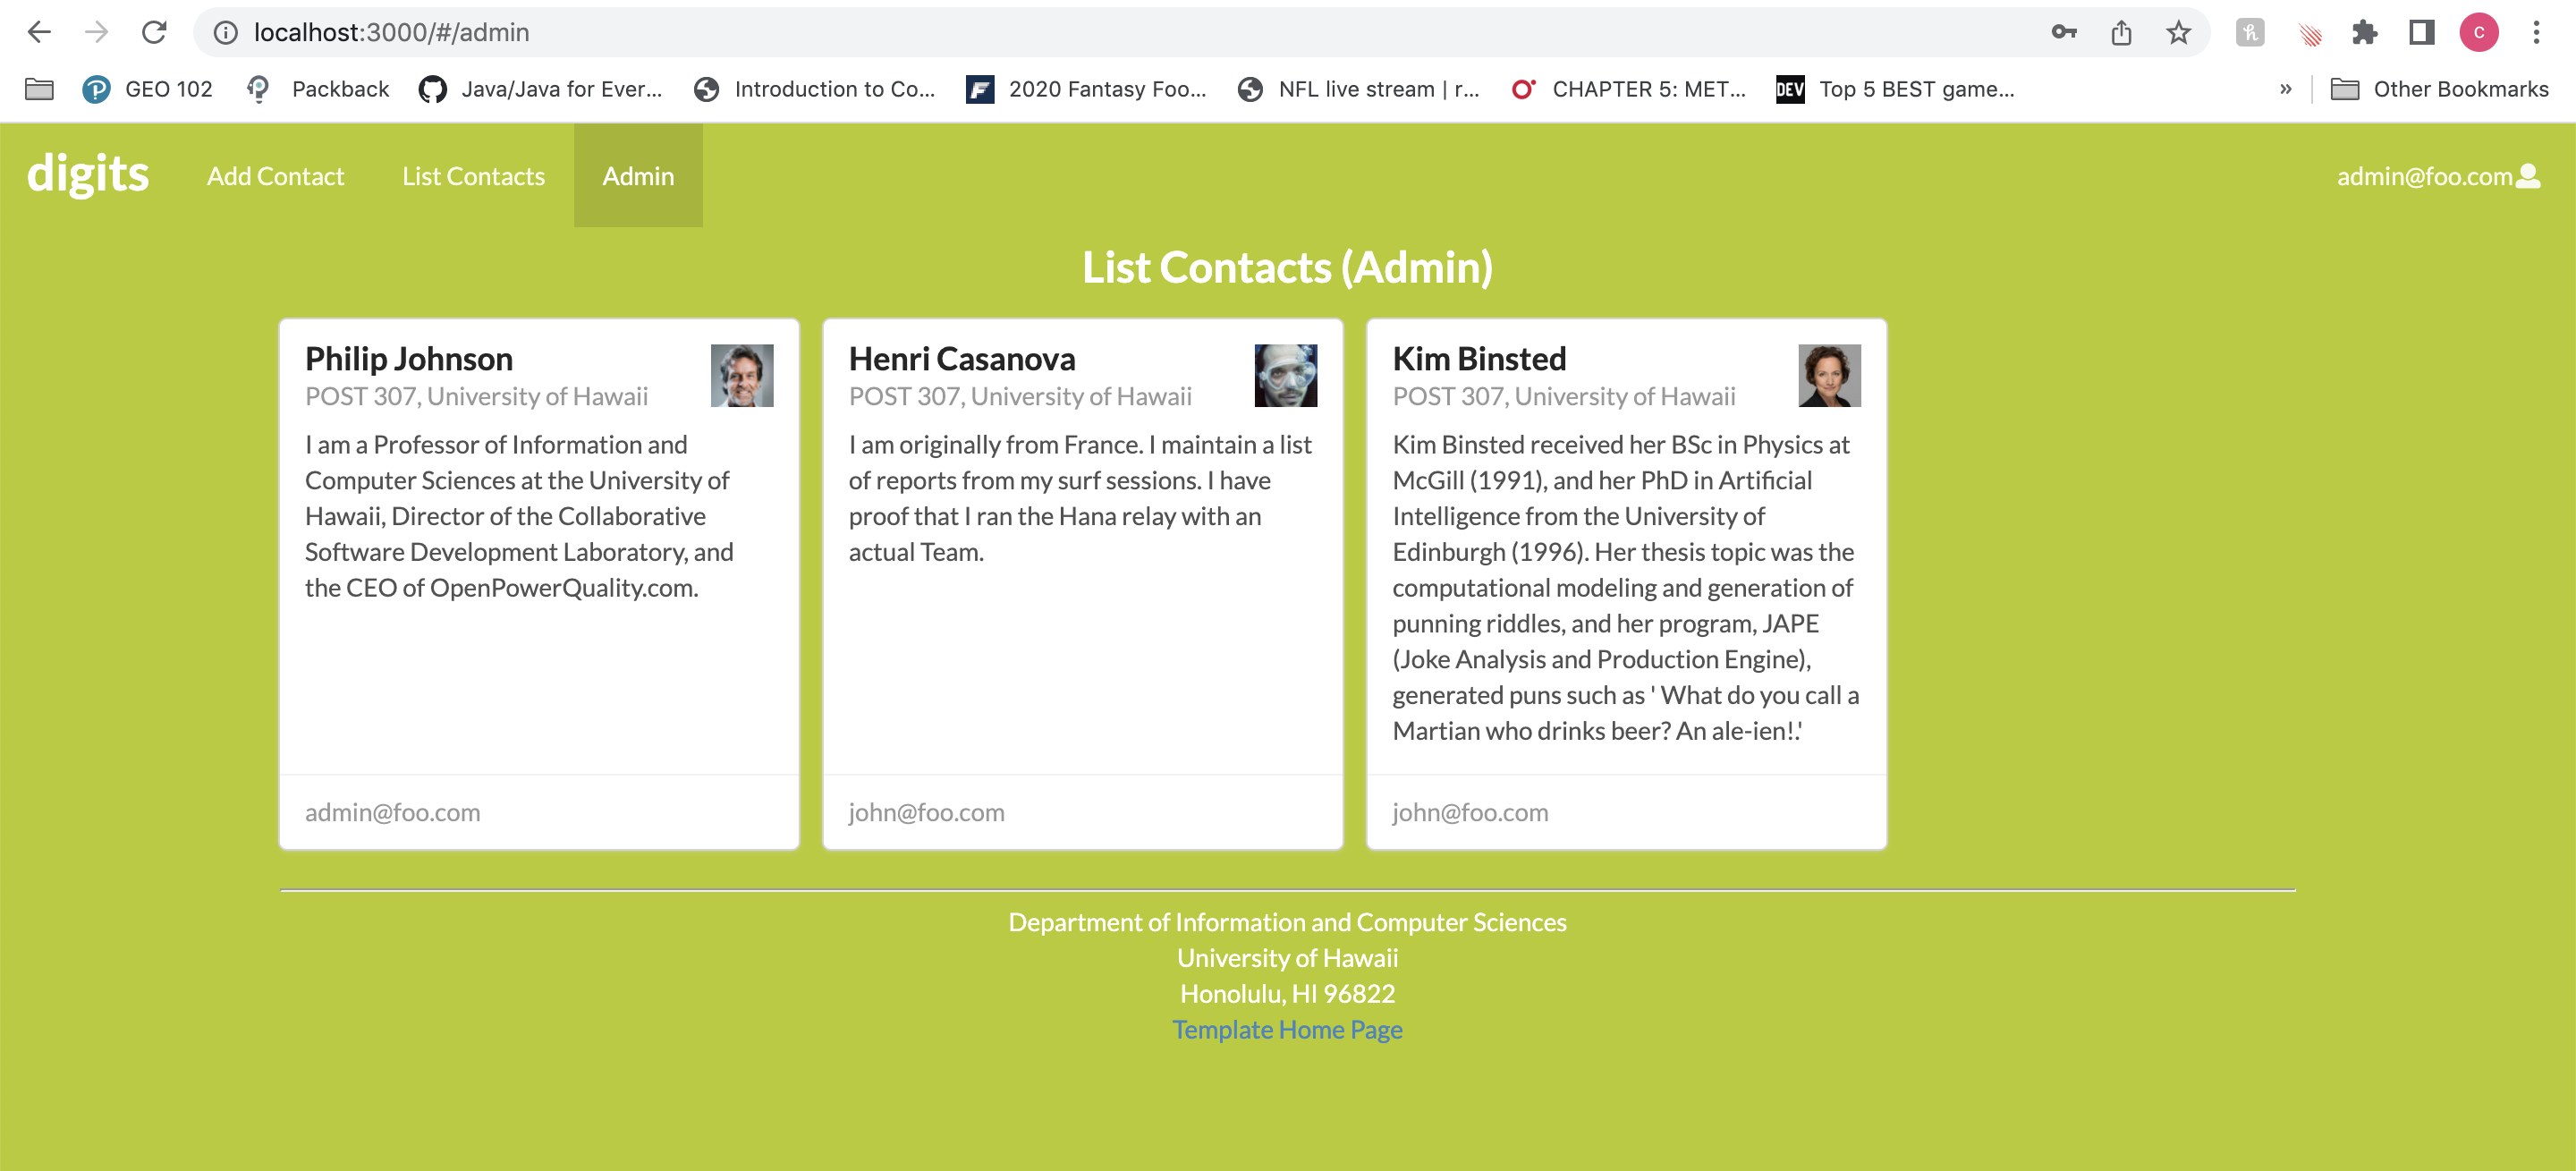 localhost:3000/#/admin
C
GEO 102
Packback
Java/Java for Ever...
Introduction to Co...
2020 Fantasy Foo...
NFL live stream | r...
CHAPTER 5: MET...
DEV
Top 5 BEST game...
»
Other Bookmarks
digits
Add Contact
List Contacts
Admin
admin@foo.com
List Contacts (Admin)
Philip Johnson
POST 307, University of Hawaii
I am a Professor of Information and
Computer Sciences at the University of
Hawaii, Director of the Collaborative
Software Development Laboratory, and
the CEO of OpenPowerQuality.com.
admin@foo.com
Henri Casanova
POST 307, University of Hawaii
I am originally from France. I maintain a list
of reports from my surf sessions. I have
proof that I ran the Hana relay with an
actual Team.
john@foo.com
Kim Binsted
POST 307, University of Hawaii
Kim Binsted received her BSc in Physics at
McGill (1991), and her PhD in Artificial
Intelligence from the University of
Edinburgh (1996). Her thesis topic was the
computational modeling and generation of
punning riddles, and her program, JAPE
(Joke Analysis and Production Engine),
generated puns such as ' What do you call a
Martian who drinks beer? An ale-ien!.'
john@foo.com
Department of Information and Computer Sciences
University of Hawaii
Honolulu, HI 96822
Template Home Page